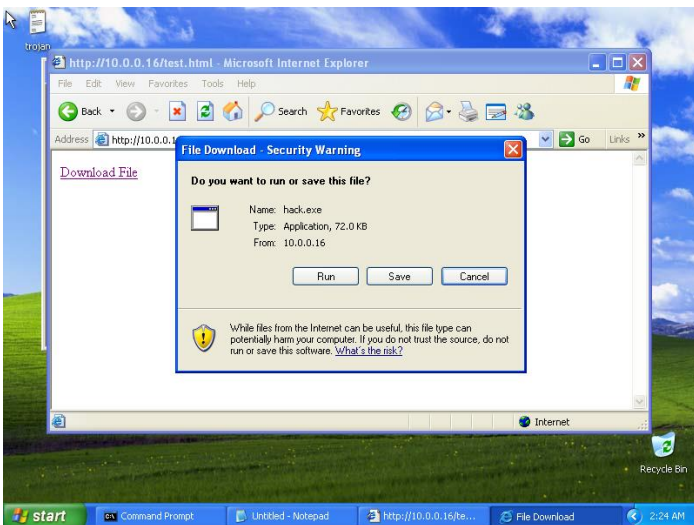 trojan
http://10.0.0.16/test.html - Microsoft Internet Explorer
File Edit View Favorites Tools Help
Back Search Favorites
Address http://10.0.0.1 Go Links »
Download File
File Download - Security Warning
Do you want to run or save this file?
Name: hack.exe
Type: Application, 72.0 KB
From: 10.0.0.16
Run Save Cancel
While files from the Internet can be useful, this file type can
potentially harm your computer. If you do not trust the source, do not
run or save this software. What's the risk?
Internet
Recycle Bin
start Command Prompt Untitled - Notepad http://10.0.0.16/te... File Download 2:24 AM